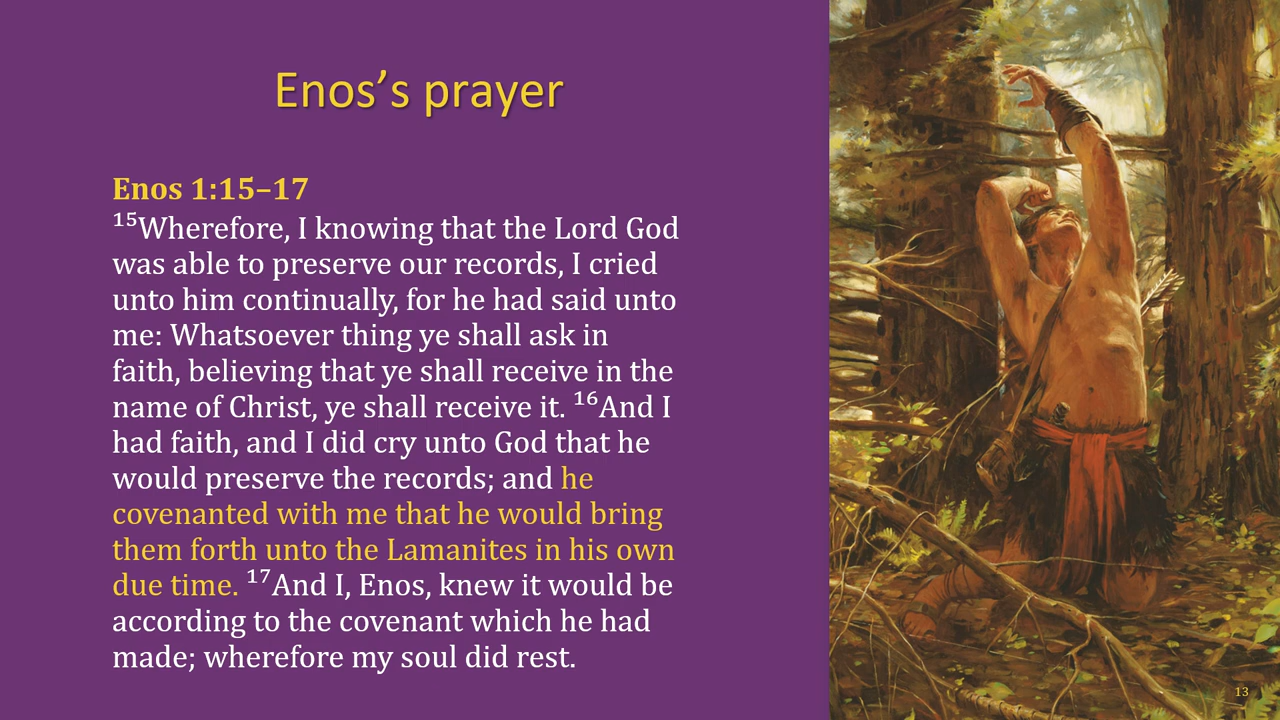 Enos’s prayer
Enos 1:15–17
¹⁵Wherefore, I knowing that the Lord God
was able to preserve our records, I cried
unto him continually, for he had said unto
me: Whatsoever thing ye shall ask in
faith, believing that ye shall receive in the
name of Christ, ye shall receive it. ¹⁶And I
had faith, and I did cry unto God that he
would preserve the records; and he
covenanted with me that he would bring
them forth unto the Lamanites in his own
due time. ¹⁷And I, Enos, knew it would be
according to the covenant which he had
made; wherefore my soul did rest.
13